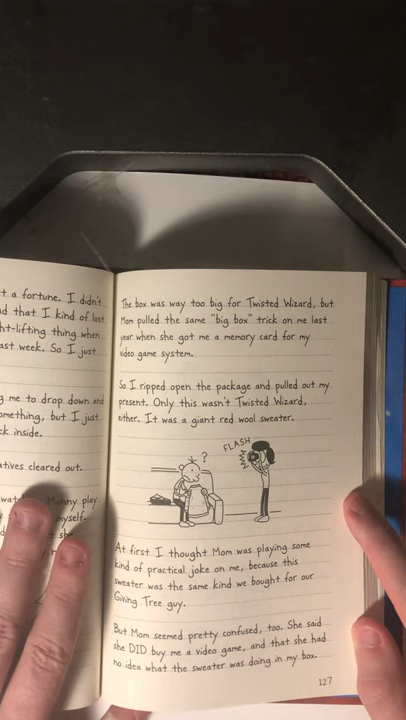 t a fortune. I didn't
d that I kind of lost
ht-lifting thing when
ast week. So I just
g me to drop down and
omething, but I just
k inside.
atives cleared out.
Manny play
myself.
The box was way too big for Twisted Wizard, but
Mom pulled the same "big box" trick on me last
year when she got me a memory card for my
video game system.
So I ripped open the package and pulled out my
present. Only this wasn't Twisted Wizard,
either. It was a giant red wool sweater.
FLASH
?
At first I thought Mom was playing some
kind of practical joke on me, because this
sweater was the same kind we bought for our
Giving Tree guy.
But Mom seemed pretty confused, too. She said
she DID buy me a video game, and that she had
no idea what the sweater was doing in my box.
127